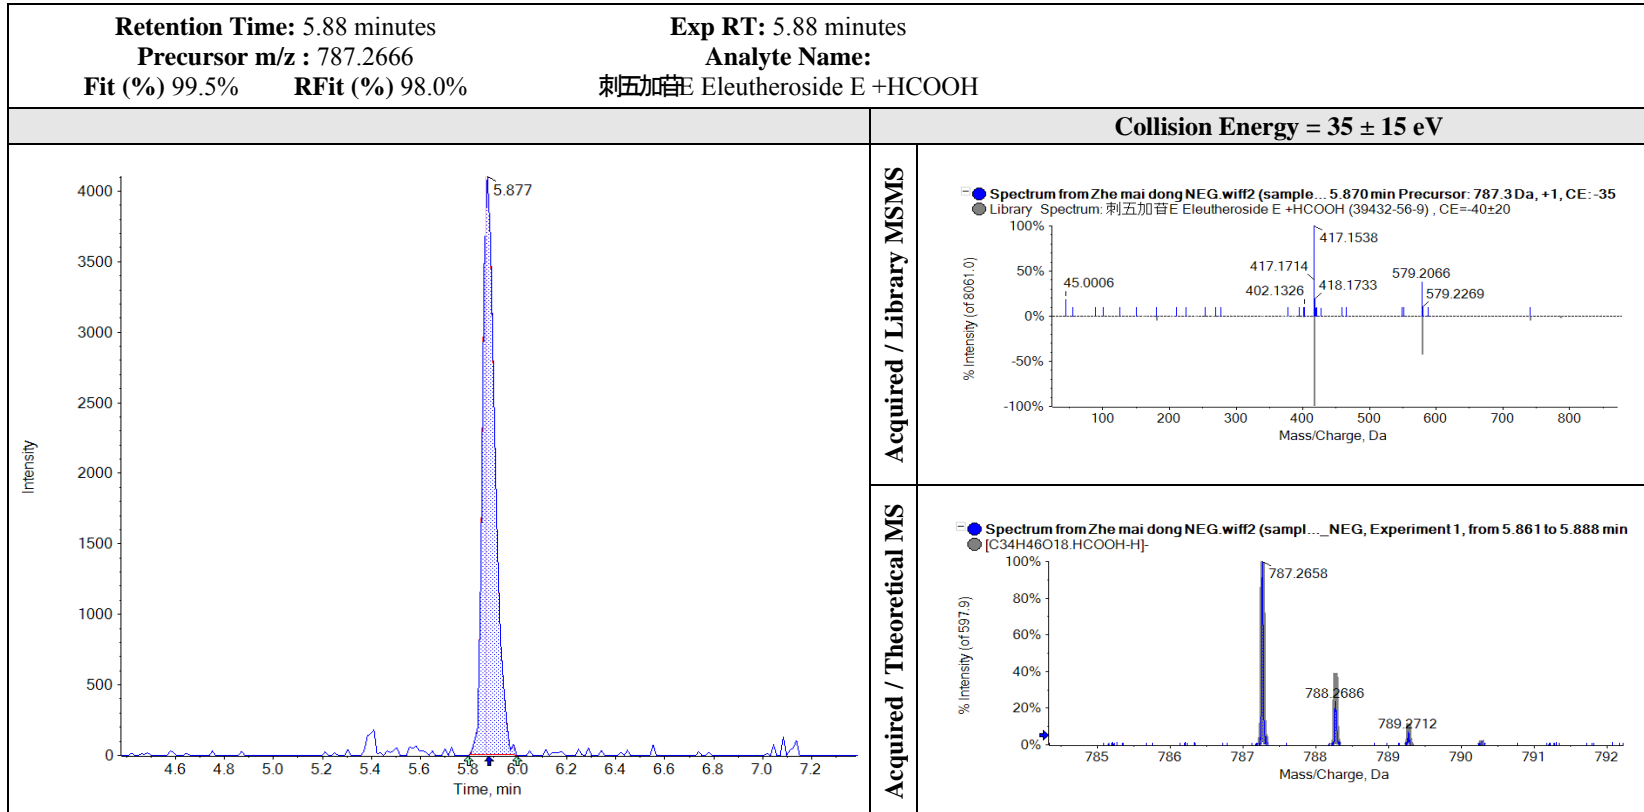 Retention Time: 5.88 minutes
Exp RT: 5.88 minutes
Precursor m/z : 787.2666
Analyte Name:
Fit (%) 99.5% RFit (%) 98.0%
刺五加苷E Eleutheroside E +HCOOH
Collision Energy = 35 ± 15 eV
Intensity
4000
3500
3000
2500
2000
1500
1000
500
0
5.877
4.6 4.8 5.0 5.2 5.4 5.6 5.8 6.0 6.2 6.4 6.6 6.8 7.0 7.2
Time, min
Acquired / Library MSMS
Spectrum from Zhe mai dong NEG.wiff2 (sample... 5.870 min Precursor: 787.3 Da, +1, CE: -35
Library Spectrum: 刺五加苷E Eleutheroside E +HCOOH (39432-56-9) , CE=-40±20
% Intensity (of 8061.0)
100%
50%
0%
-50%
-100%
417.1538
417.1714
579.2066
45.0006
402.1326
418.1733
579.2269
100 200 300 400 500 600 700 800
Mass/Charge, Da
Acquired / Theoretical MS
Spectrum from Zhe mai dong NEG.wiff2 (sampl..._NEG, Experiment 1, from 5.861 to 5.888 min
[C34H46O18.HCOOH-H]-
% Intensity (of 597.9)
100%
80%
60%
40%
20%
0%
787.2658
788.2686
789.2712
785 786 787 788 789 790 791 792
Mass/Charge, Da